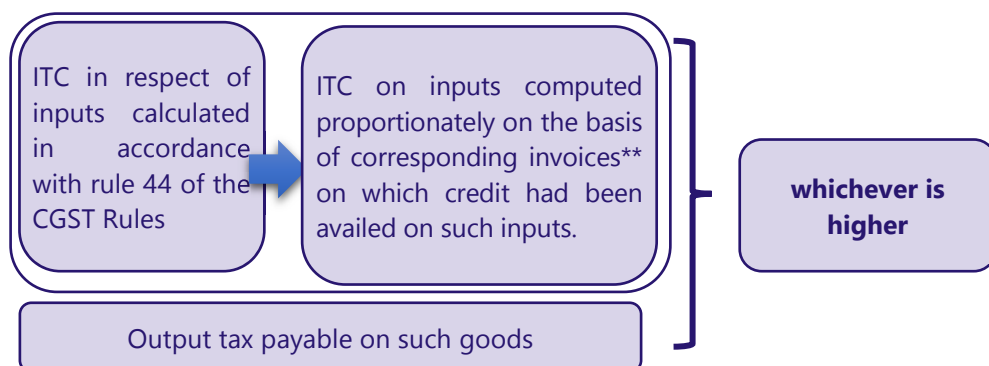 ITC in respect of
inputs calculated
in accordance
with rule 44 of the
CGST Rules
ITC on inputs computed
proportionately on the basis
of corresponding invoices**
on which credit had been
availed on such inputs.
whichever is
higher
Output tax payable on such goods